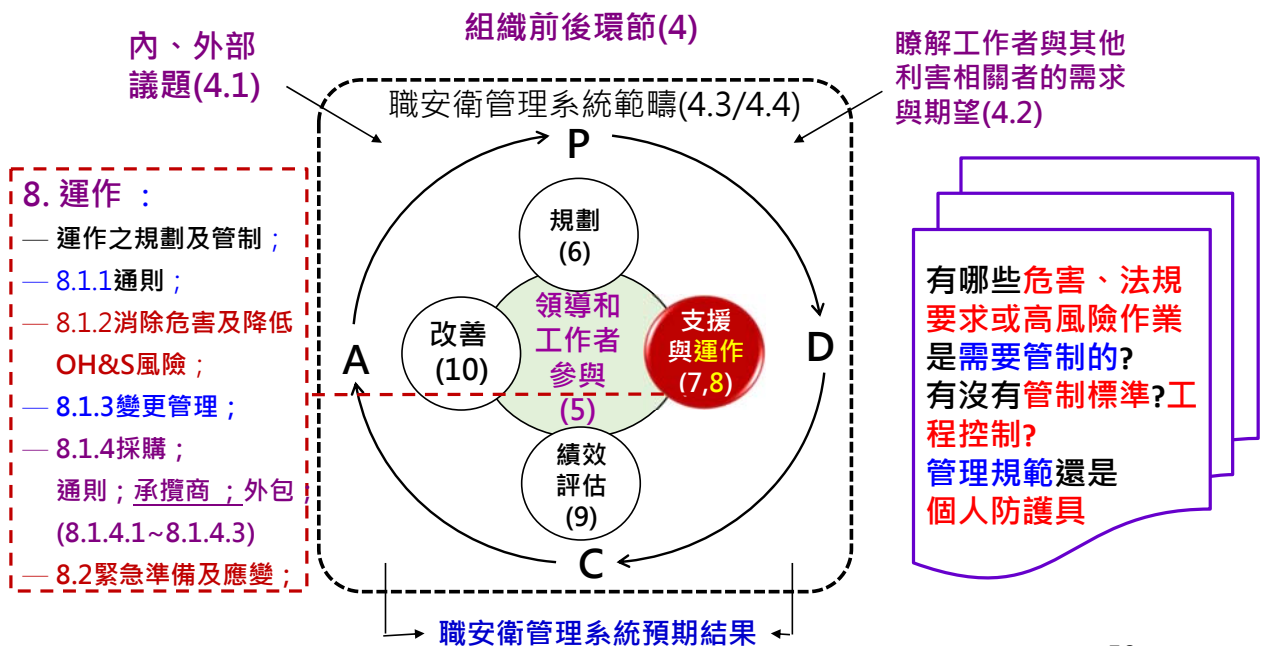 組織前後環節(4)
內、外部
議題(4.1)
瞭解工作者與其他
利害相關者的需求
與期望(4.2)
職安衛管理系統範疇(4.3/4.4)
P
8. 運作 ：
— 運作之規劃及管制；
— 8.1.1通則；
— 8.1.2消除危害及降低
OH&S風險；
— 8.1.3變更管理；
— 8.1.4採購；
通則；承攬商 ；外包；
(8.1.4.1~8.1.4.3)
— 8.2緊急準備及應變；
規劃
(6)
A
改善
(10)
領導和
工作者
參與
(5)
支援
與運作
(7,8)
D
績效
評估
(9)
C
有哪些危害、法規
要求或高風險作業
是需要管制的?
有沒有管制標準?工
程控制?
管理規範還是
個人防護具
職安衛管理系統預期結果